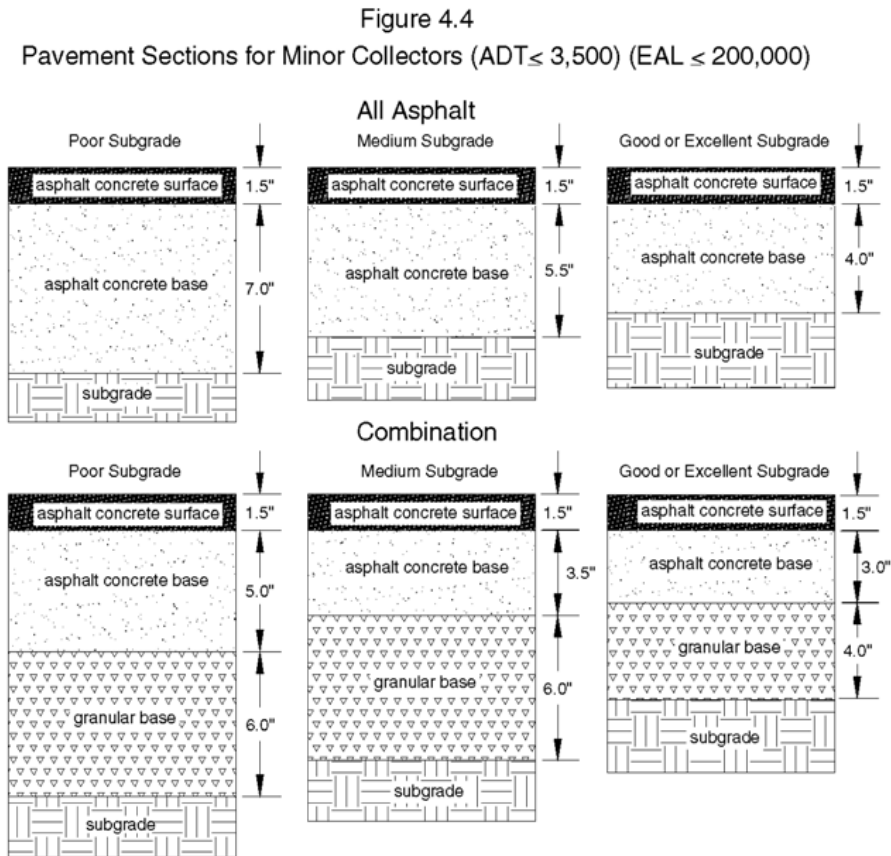 Figure 4.4
Pavement Sections for Minor Collectors (ADT≤ 3,500) (EAL ≤ 200,000)
All Asphalt
Poor Subgrade
Medium Subgrade
Good or Excellent Subgrade
asphalt concrete surface
1.5"
asphalt concrete surface
1.5"
asphalt concrete surface
1.5"
asphalt concrete base
7.0"
asphalt concrete base
5.5"
asphalt concrete base
4.0"
subgrade
subgrade
subgrade
Combination
Poor Subgrade
Medium Subgrade
Good or Excellent Subgrade
asphalt concrete surface
1.5"
asphalt concrete surface
1.5"
asphalt concrete surface
1.5"
asphalt concrete base
5.0"
asphalt concrete base
3.5"
asphalt concrete base
3.0"
granular base
6.0"
granular base
6.0"
granular base
4.0"
subgrade
subgrade
subgrade